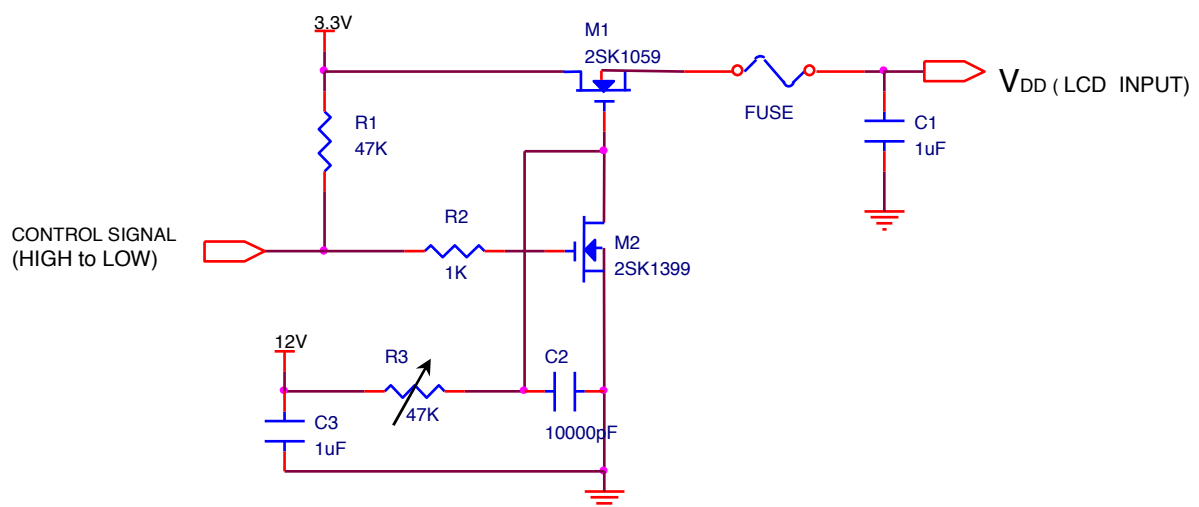 3.3V
M1
2SK1059
VDD ( LCD INPUT)
FUSE
R1
47K
C1
1uF
R2
1K
CONTROL SIGNAL
(HIGH to LOW)
M2
2SK1399
12V
R3
47K
C2
10000pF
C3
1uF